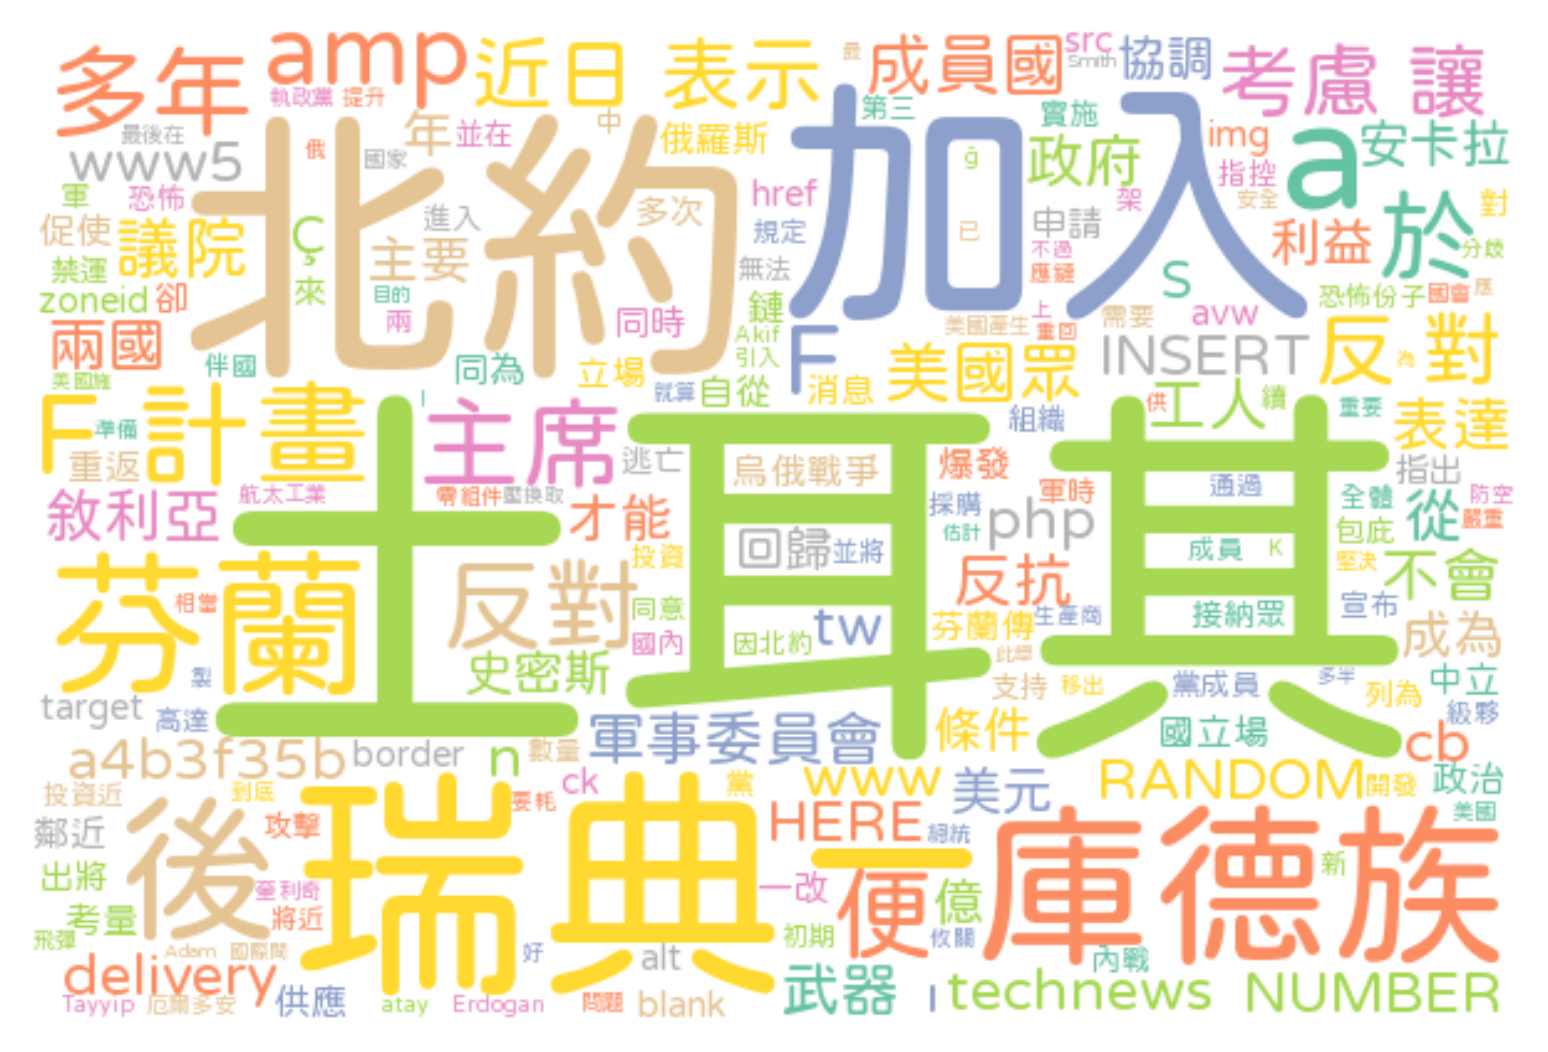 多年 amp 近日 表示 最 成員國 src Smith 協調 考慮 讓
執政黨 提升 第三 實施
最後在 年 並在 中 俄羅斯 政府 img a 安卡拉
www5 俄 國家 北約 加入 ğ 指控
軍 恐怖 href 架 安全 於 對
促使 議院 Ç 主要 進入 多次 規定 已 申請 利益 分歧
禁運 來 無法 不過 應鏈 S
zoneid 卻 目的 兩 同時 鏈 上 恐怖份子 國會 應
兩國 Akif F 美國產生 重回 需要 avw 反對
伴國 同為 立場 引入 美國眾 INSERT 為
美國施 I 就算 自從 消息 供 工人 續 重要
F 準備 計畫 主席 組織 表達
重返 逃亡 烏俄戰爭 爆發 指出
敘利亞 航太工業 土耳其 零組件 壓換取 才能 採購 軍時 通過 全體 從 防空
回歸 並將 估計 php 包庇 嚴重
芬蘭 相當 反對 投資 反抗 成員 K 堅決 不會
同意 tw 芬蘭傳 生產商 接納眾 宣布
製 史密斯 國內 因北約 此舉 成為
target 高達 支持 移出 黨成員 多半 列為 中立
軍事委員會 條件 國立場 級夥
a4b3f35b border n 數量 cb
投資近 到底 要耗 ck 黨 www 美元 RANDOM 開發 政治
鄰近 後 攻擊 瑞典 HERE 總統 庫德族 美國
出將 奎利奇 一改 一 便 億 新
考量 將近 初期 攸關
飛彈 Adam 國際間 好 alt 內戰
delivery 武器 technews NUMBER
Tayyip 厄爾多安 供應 atay Erdogan 問題 blank I